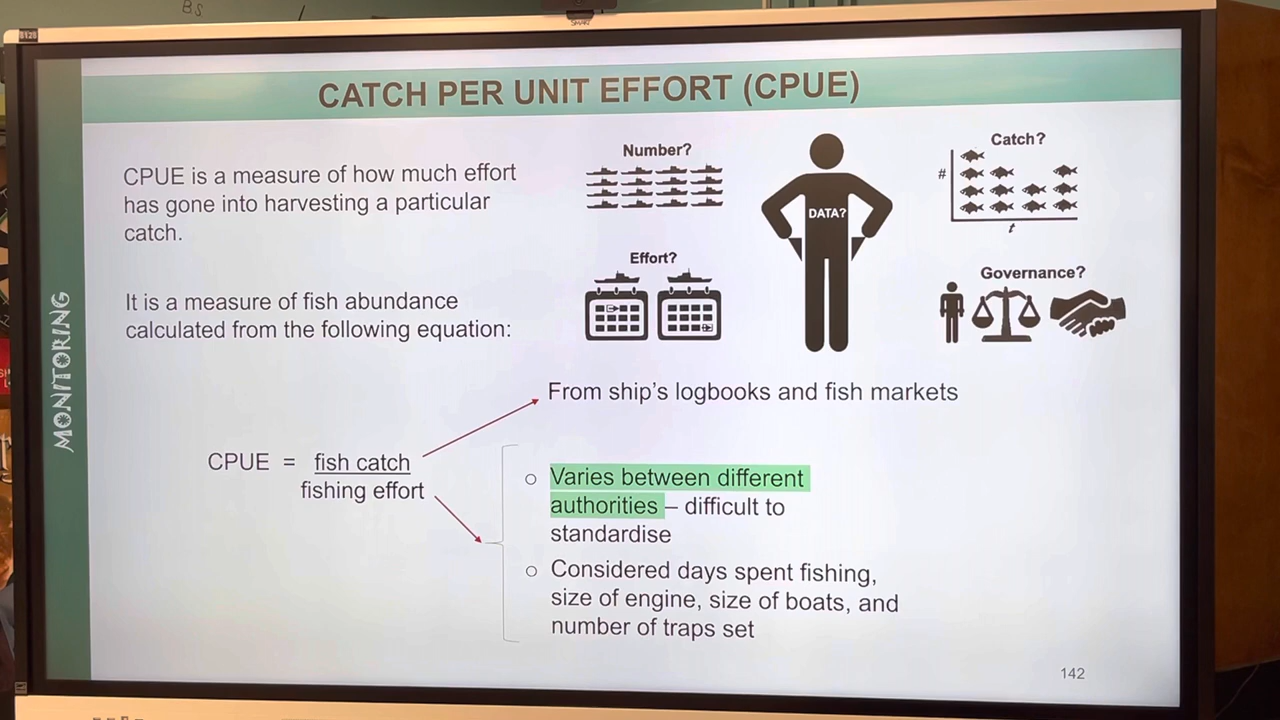 BS
SMART
CATCH PER UNIT EFFORT (CPUE)
MONITORING
CPUE is a measure of how much effort
has gone into harvesting a particular
catch.
It is a measure of fish abundance
calculated from the following equation:
Number?
Effort?
DATA?
Catch?
#
t
Governance?
From ship's logbooks and fish markets
CPUE = fish catch
fishing effort
○ Varies between different
authorities – difficult to
standardise
○ Considered days spent fishing,
size of engine, size of boats, and
number of traps set
142